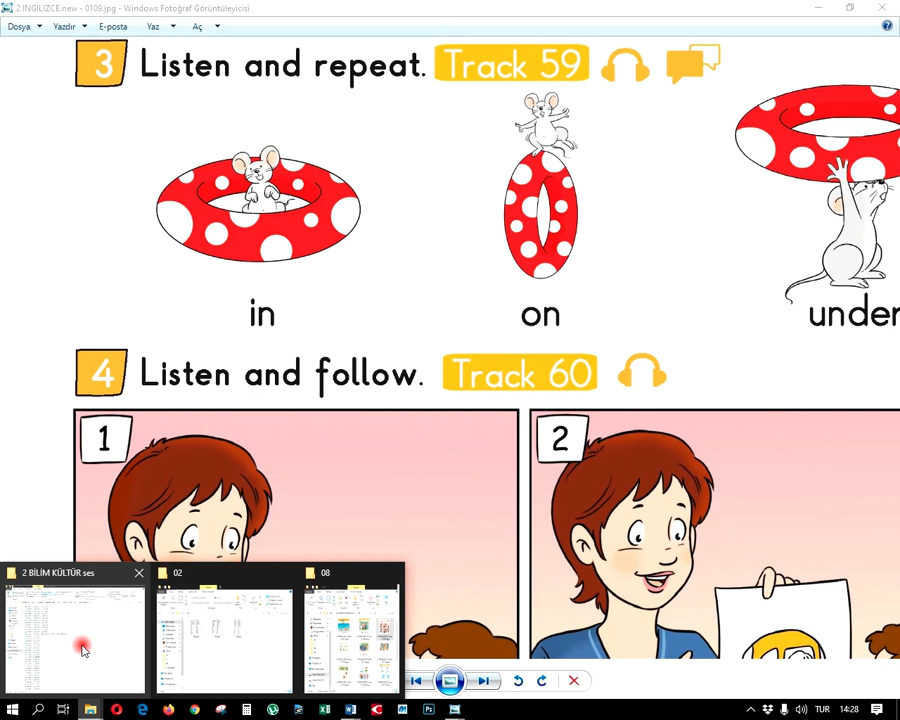 2 INGILIZCE.new - 0109.jpg - Windows Fotoğraf Görüntüleyicisi
Dosya Yazdır E-posta Yaz Aç
3 Listen and repeat. Track 59
in on under
4 Listen and follow. Track 60
1 2
2 BİLİM KÜLTÜR ses 02 08
TUR 14:28